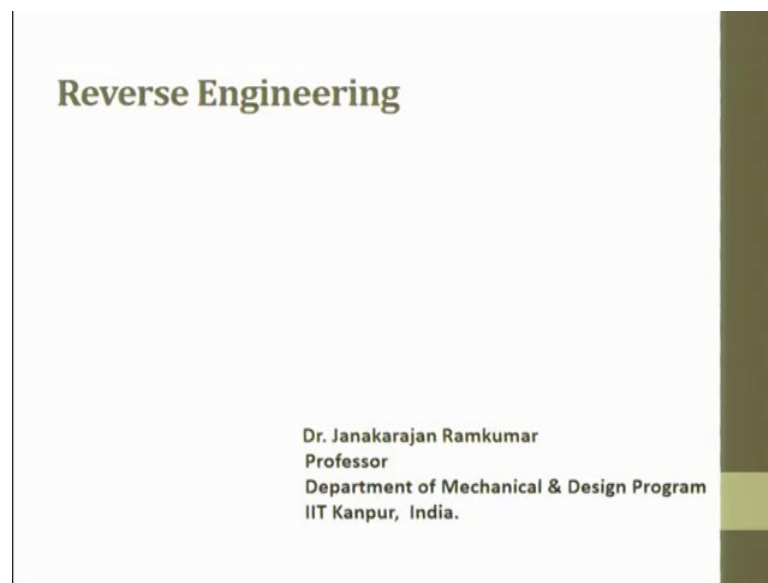 Reverse Engineering
Dr. Janakarajan Ramkumar
Professor
Department of Mechanical & Design Program
IIT Kanpur, India.